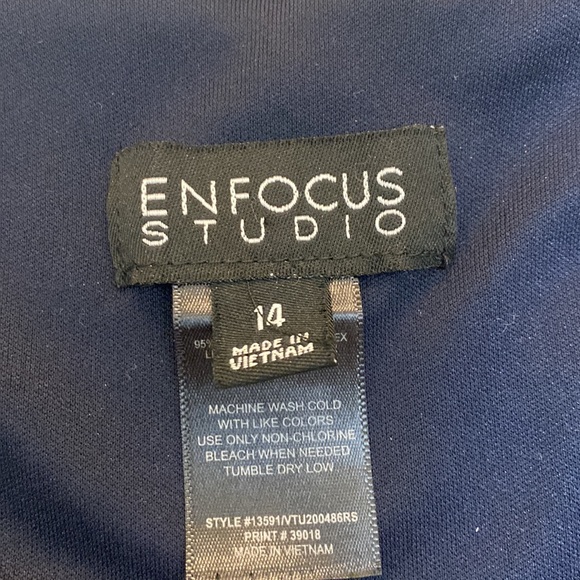 ENFOCUS
STUDIO
14
MADE IN
VIETNAM
95%
MACHINE WASH COLD
WITH LIKE COLORS
USE ONLY NON-CHLORINE
BLEACH WHEN NEEDED
TUMBLE DRY LOW
STYLE #13591/VTU200486RS
PRINT # 39018
MADE IN VIETNAM